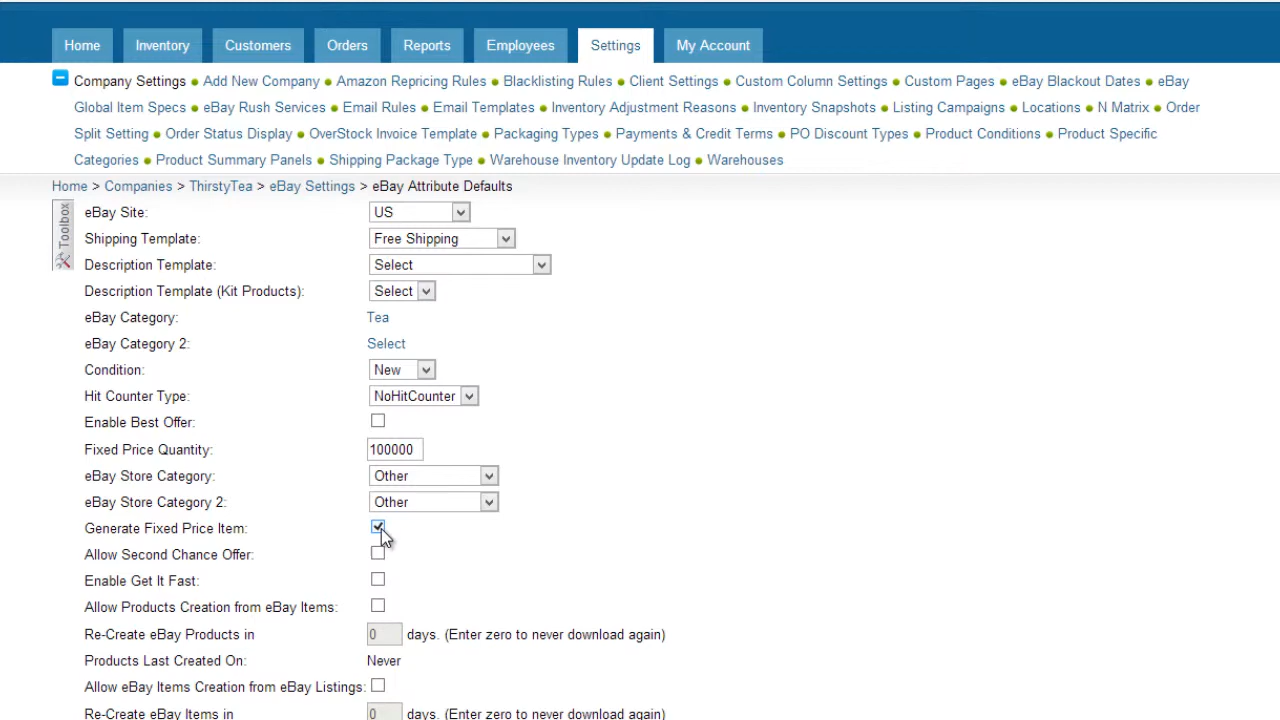 Home Inventory Customers Orders Reports Employees Settings My Account
Company Settings ● Add New Company ● Amazon Repricing Rules ● Blacklisting Rules ● Client Settings ● Custom Column Settings ● Custom Pages ● eBay Blackout Dates ● eBay
Global Item Specs ● eBay Rush Services ● Email Rules ● Email Templates ● Inventory Adjustment Reasons ● Inventory Snapshots ● Listing Campaigns ● Locations ● N Matrix ● Order
Split Setting ● Order Status Display ● OverStock Invoice Template ● Packaging Types ● Payments & Credit Terms ● PO Discount Types ● Product Conditions ● Product Specific
Categories ● Product Summary Panels ● Shipping Package Type ● Warehouse Inventory Update Log ● Warehouses
Home > Companies > ThirstyTea > eBay Settings > eBay Attribute Defaults
Toolbox
eBay Site: US
Shipping Template: Free Shipping
Description Template: Select
Description Template (Kit Products): Select
eBay Category: Tea
eBay Category 2: Select
Condition: New
Hit Counter Type: NoHitCounter
Enable Best Offer:
Fixed Price Quantity: 100000
eBay Store Category: Other
eBay Store Category 2: Other
Generate Fixed Price Item:
Allow Second Chance Offer:
Enable Get It Fast:
Allow Products Creation from eBay Items:
Re-Create eBay Products in 0 days. (Enter zero to never download again)
Products Last Created On: Never
Allow eBay Items Creation from eBay Listings:
Re-Create eBay Items in 0 days. (Enter zero to never download again)